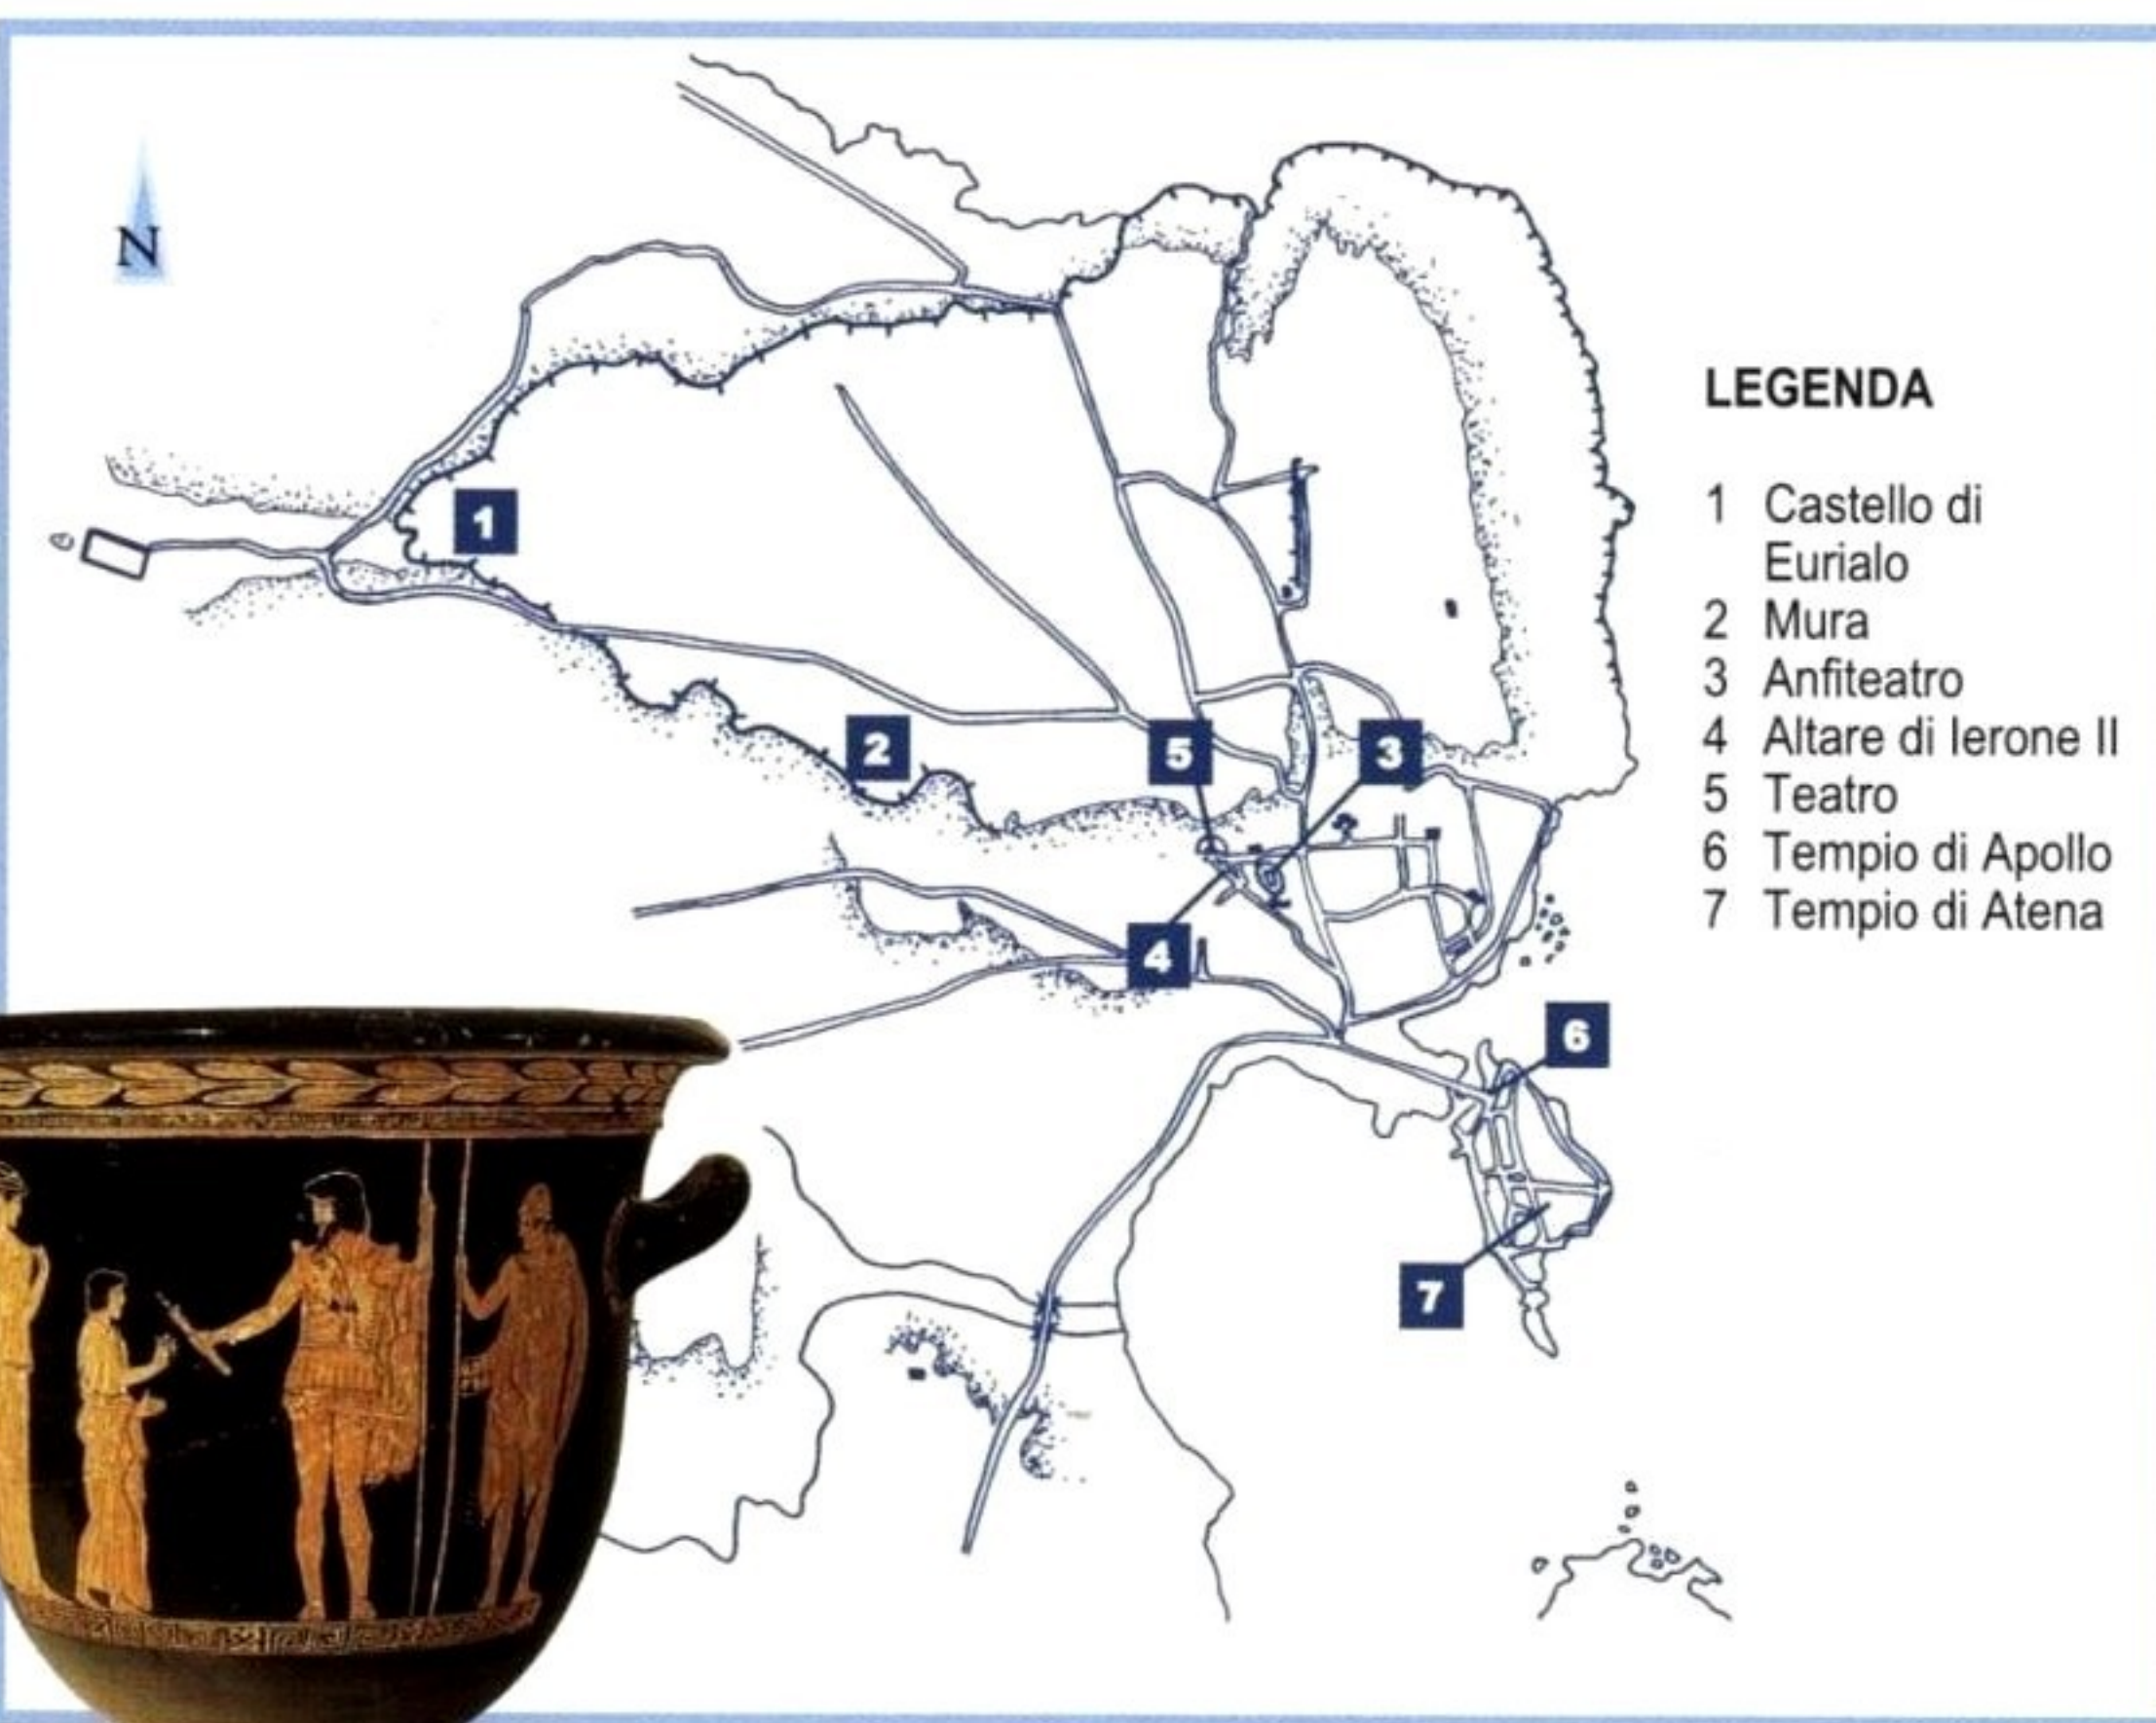 N
1
2
5
3
4
6
7
LEGENDA
1 Castello di
Eurialo
2 Mura
3 Anfiteatro
4 Altare di Ierone II
5 Teatro
6 Tempio di Apollo
7 Tempio di Atena